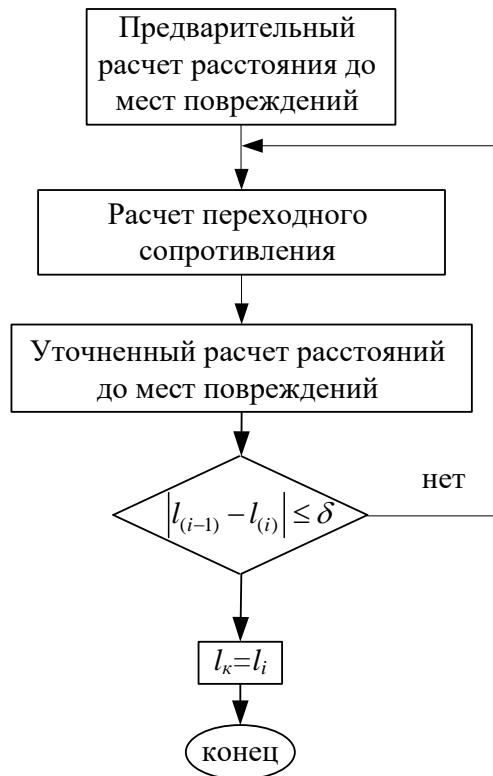 Предварительный
расчет расстояния до
мест повреждений
Расчет переходного
сопротивления
Уточненный расчет расстояний
до мест повреждений
нет
|l(i−1) − l(i)| ≤ δ
lк=li
конец